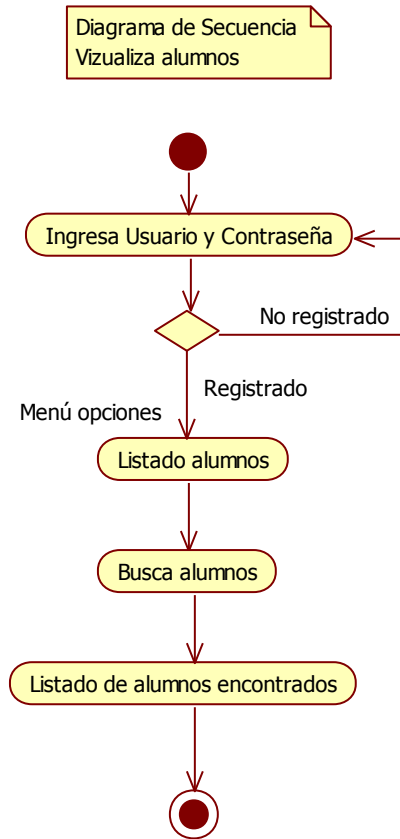 Diagrama de Secuencia
Vizualiza alumnos
Ingresa Usuario y Contraseña
No registrado
Registrado
Menú opciones
Listado alumnos
Busca alumnos
Listado de alumnos encontrados